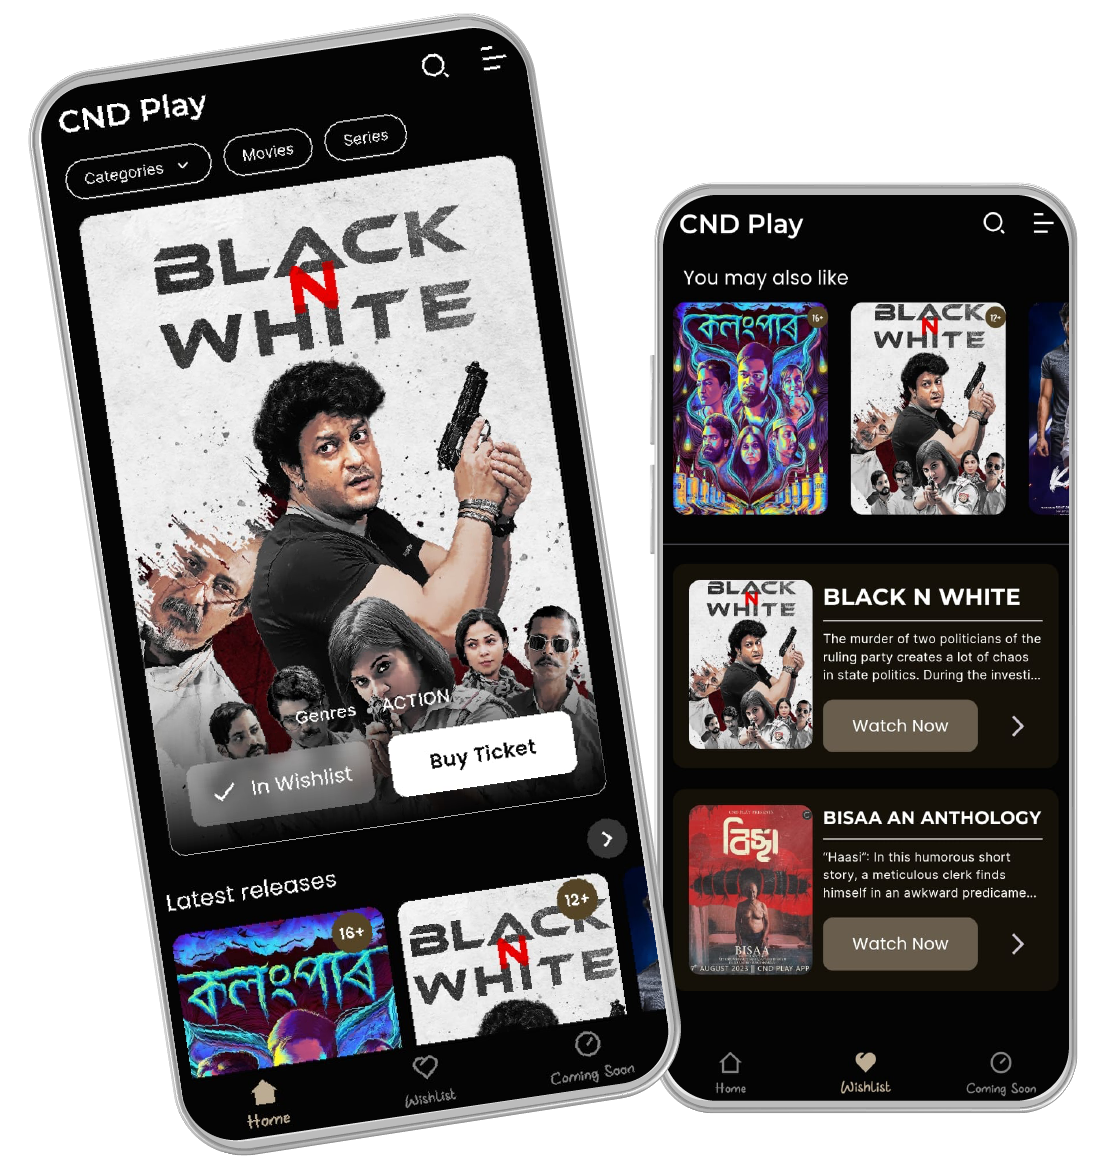 CND Play
Categories
Movies
Series
BLACK
N
WHITE
Genres
ACTION
In Wishlist
Buy Ticket
Latest releases
16+
কলংপাৰ
12+
BLACK
N
WHITE
Home
Wishlist
Coming Soon
CND Play
You may also like
16+
কলংপাৰ
12+
BLACK
N
WHITE
BLACK
N
WHITE
BLACK N WHITE
The murder of two politicians of the
ruling party creates a lot of chaos
in state politics. During the investi...
Watch Now
বিহা
BISAA
7th AUGUST 2023 || CND PLAY APP
BISAA AN ANTHOLOGY
"Haasi": In this humorous short
story, a meticulous clerk finds
himself in an awkward predicame...
Watch Now
Home
Wishlist
Coming Soon